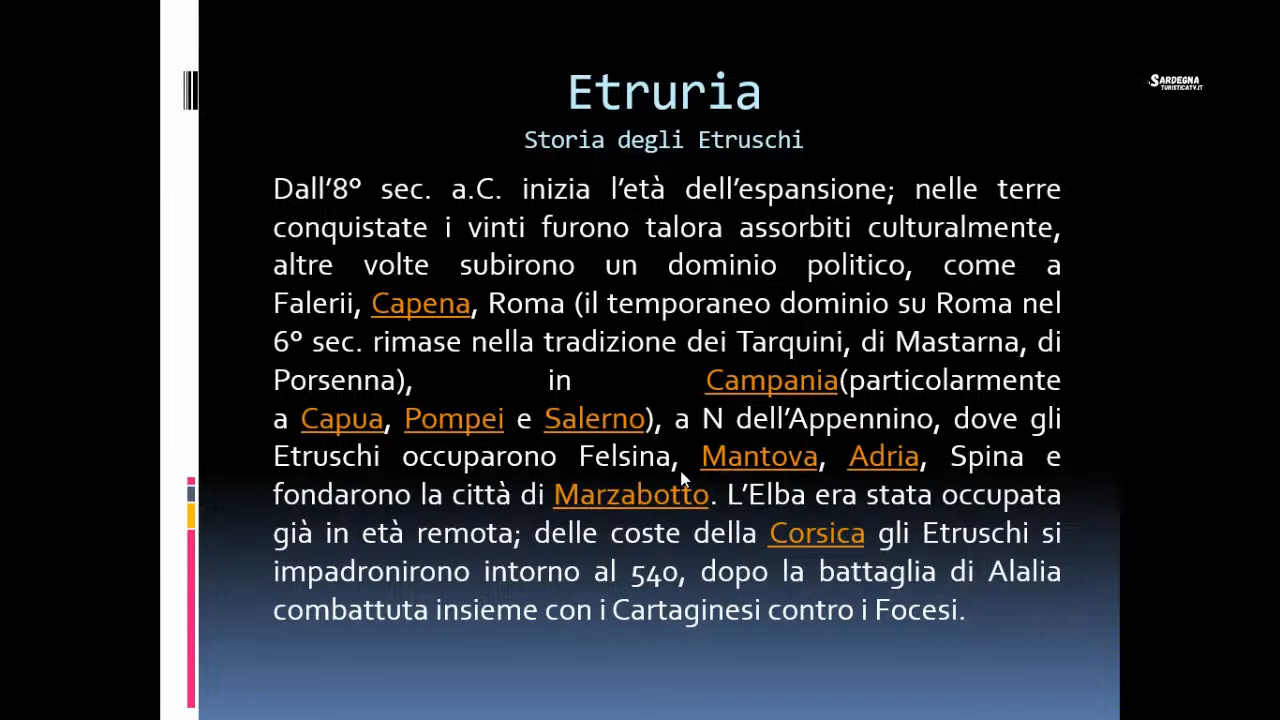 Etruria
SARDEGNA
TURISTICATV.IT
Storia degli Etruschi
Dall’8° sec. a.C. inizia l’età dell’espansione; nelle terre
conquistate i vinti furono talora assorbiti culturalmente,
altre volte subirono un dominio politico, come a
Falerii, Capena, Roma (il temporaneo dominio su Roma nel
6° sec. rimase nella tradizione dei Tarquini, di Mastarna, di
Porsenna), in Campania(particolarmente
a Capua, Pompei e Salerno), a N dell’Appennino, dove gli
Etruschi occuparono Felsina, Mantova, Adria, Spina e
fondarono la città di Marzabotto. L’Elba era stata occupata
già in età remota; delle coste della Corsica gli Etruschi si
impadronirono intorno al 540, dopo la battaglia di Alalia
combattuta insieme con i Cartaginesi contro i Focesi.